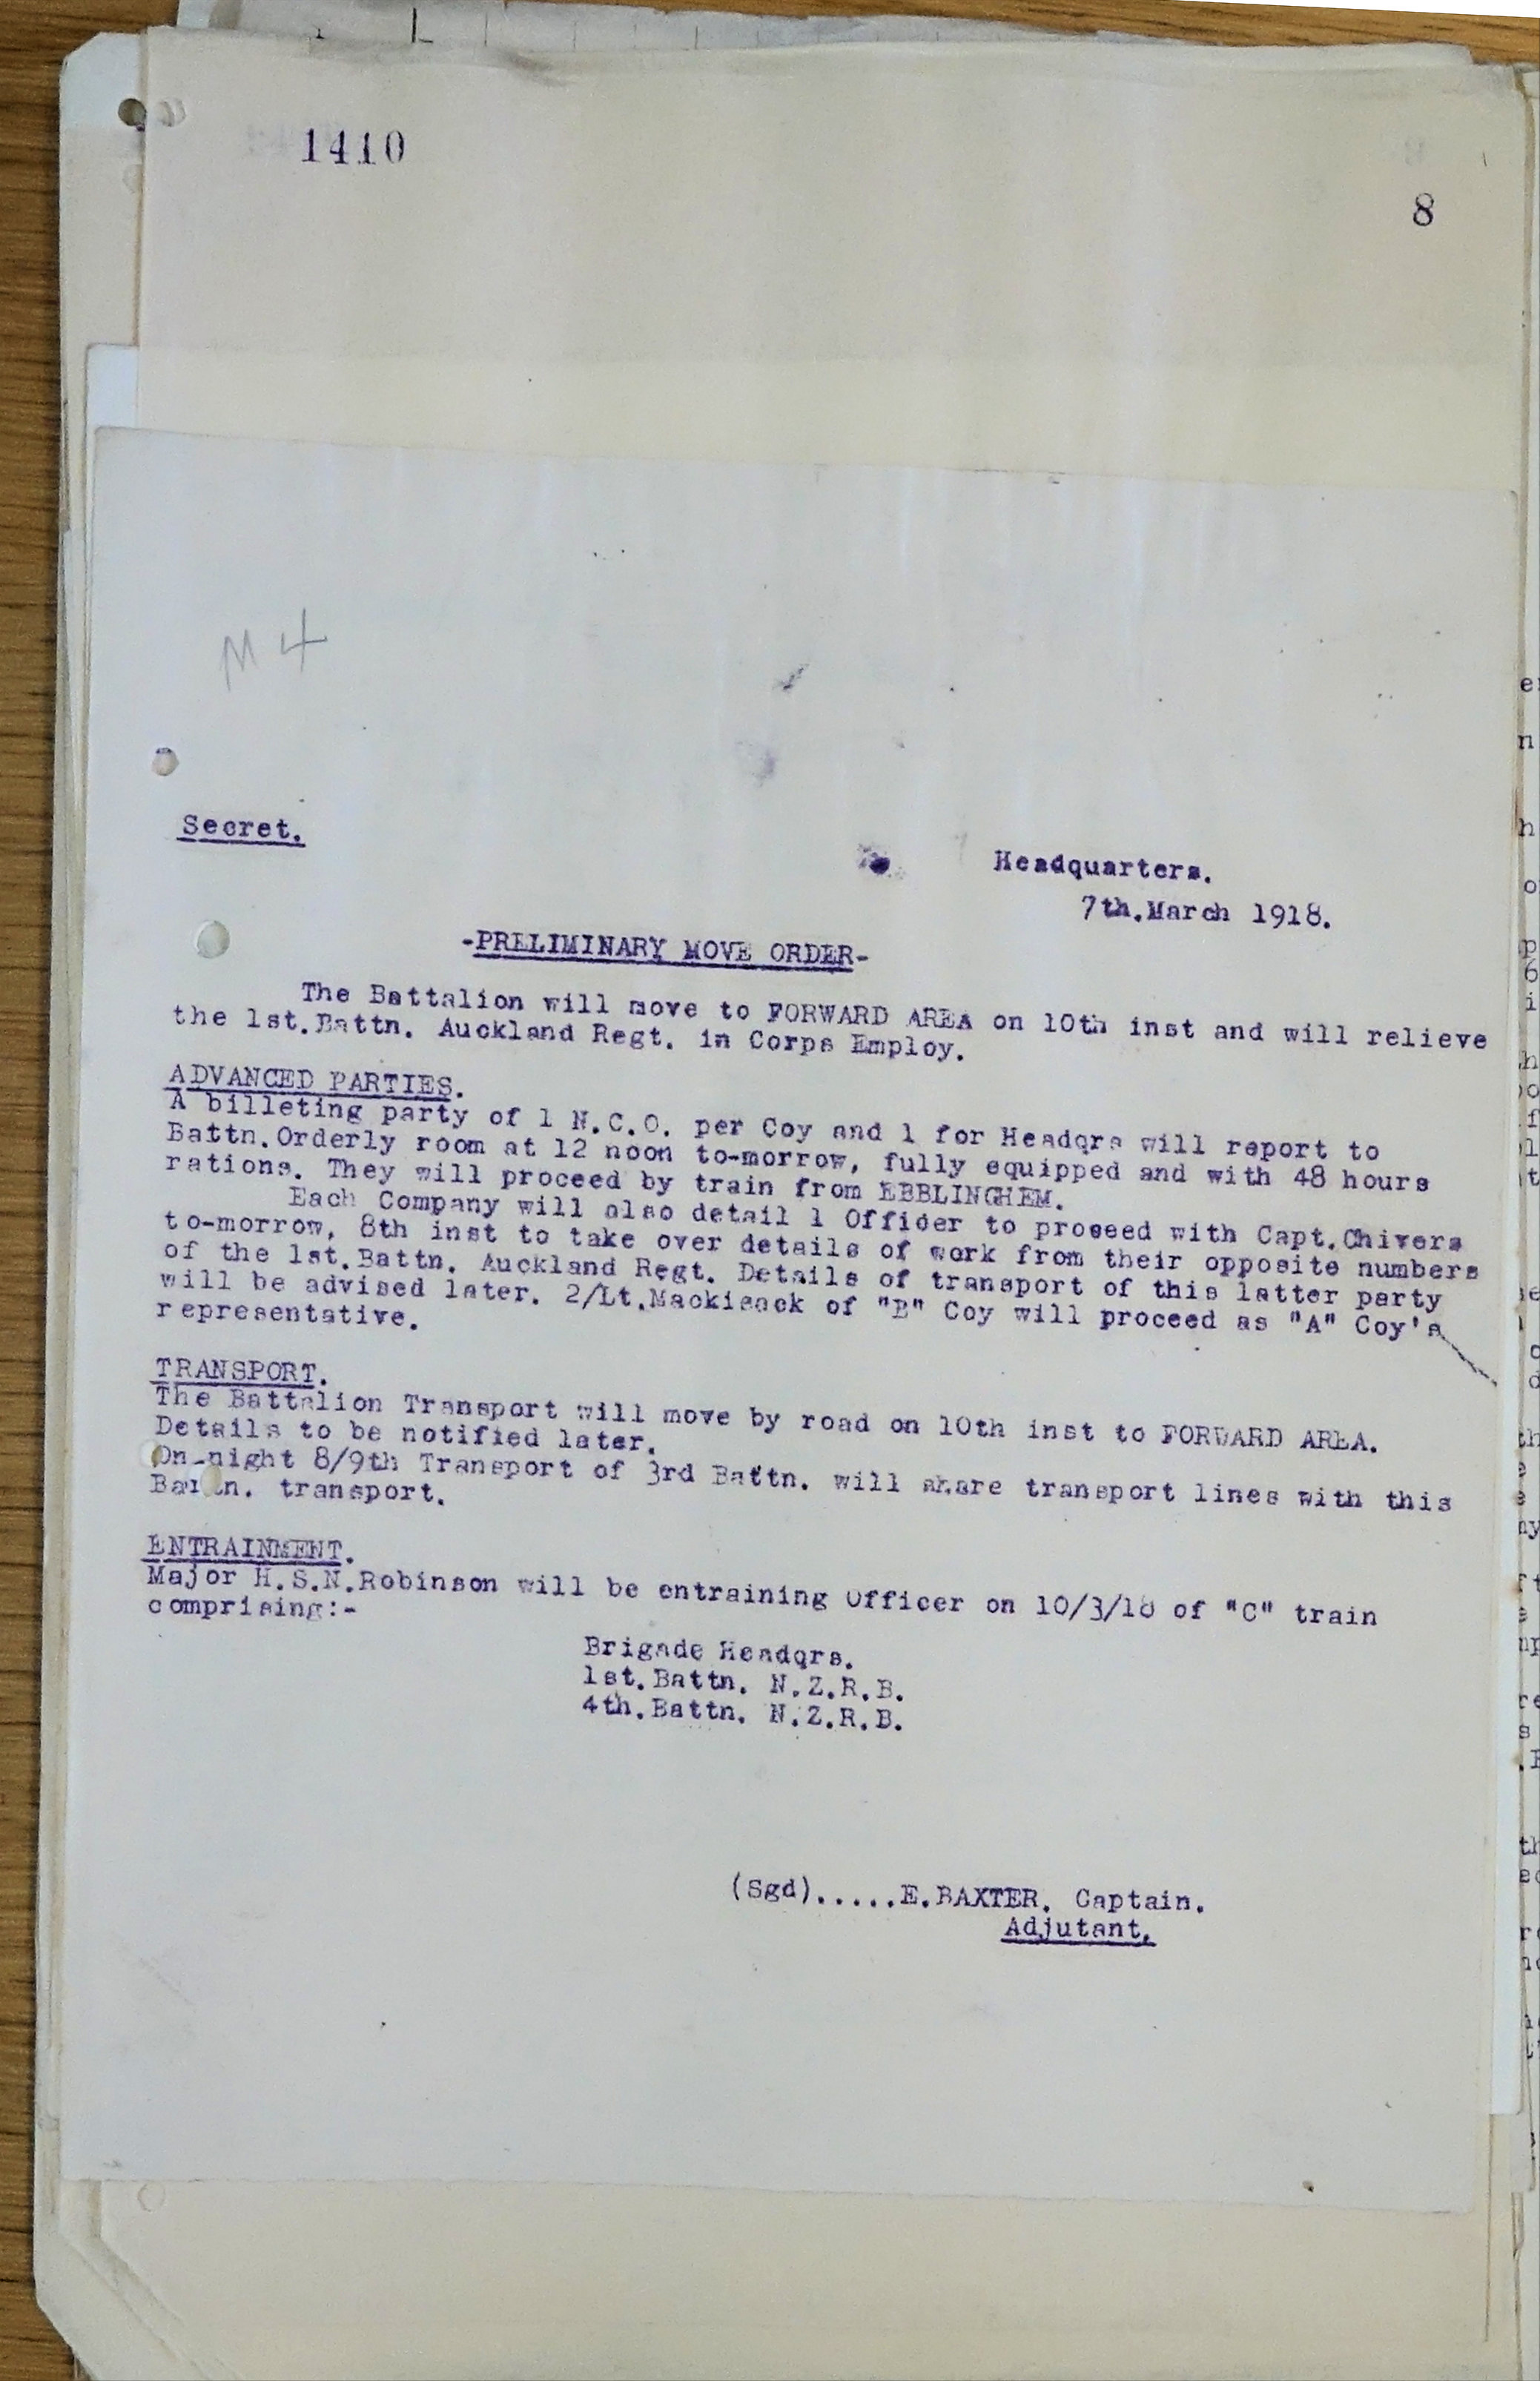 1410
8
M 4
Secret.
Headquarters.
7th.March 1918.
-PRELIMINARY MOVE ORDER-
The Battalion will move to FORWARD AREA on 10th inst and will relieve
the 1st.Battn. Auckland Regt. in Corps Employ.
ADVANCED PARTIES.
A billeting party of 1 N.C.O. per Coy and 1 for Headqrs will report to
Battn.Orderly room at 12 noon to-morrow, fully equipped and with 48 hours
rations. They will proceed by train from EBBLINGHEM.
Each Company will also detail 1 Officer to proceed with Capt.Chivers
to-morrow, 8th inst to take over details of work from their opposite numbers
of the 1st.Battn. Auckland Regt. Details of transport of this latter party
will be advised later. 2/Lt.Mackisack of "B" Coy will proceed as "A" Coy's
representative.
TRANSPORT.
The Battalion Transport will move by road on 10th inst to FORWARD AREA.
Details to be notified later.
On night 8/9th Transport of 3rd Battn. will share transport lines with this
Battn. transport.
ENTRAINMENT.
Major H.S.N.Robinson will be entraining Officer on 10/3/18 of "C" train
comprising:-
Brigade Headqrs.
1st.Battn. N.Z.R.B.
4th.Battn. N.Z.R.B.
(Sgd).....E.BAXTER. Captain.
Adjutant.